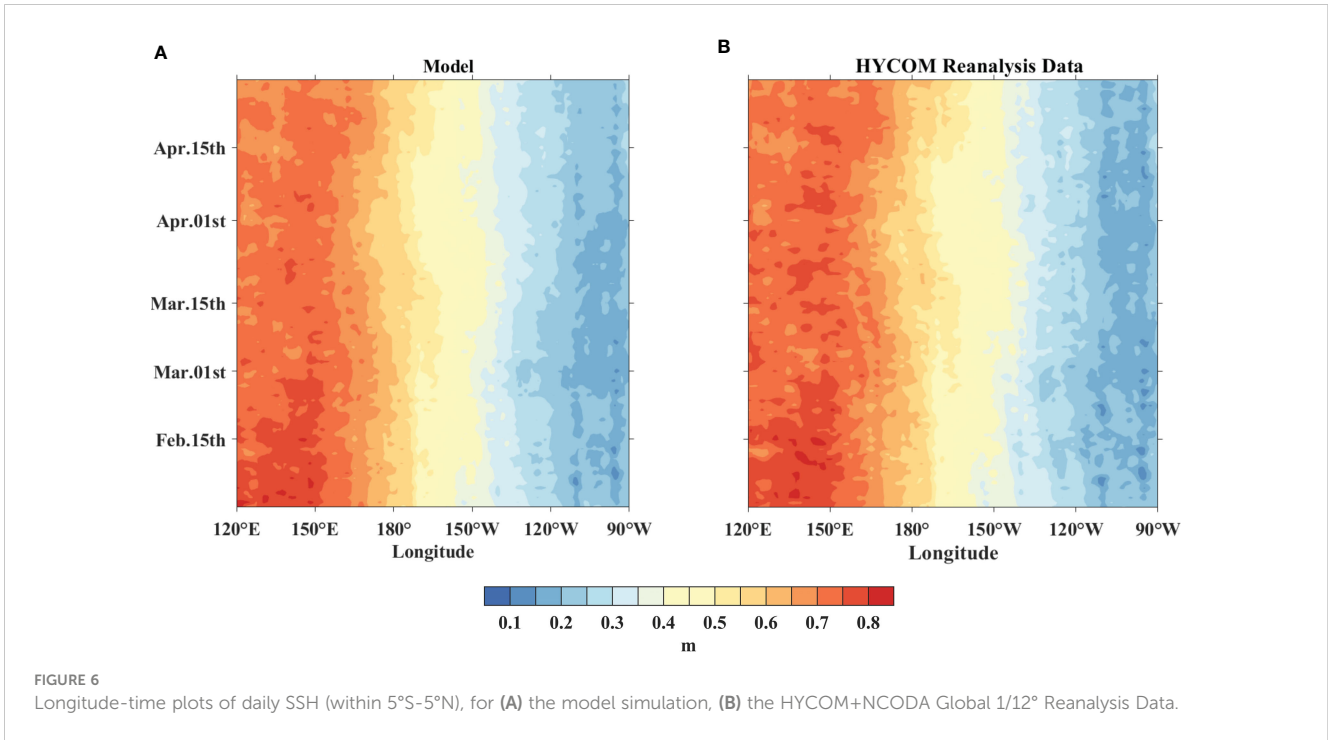 A
Model
Apr.15th
Apr.01st
Mar.15th
Mar.01st
Feb.15th
120°E 150°E 180° 150°W 120°W 90°W
Longitude
B
HYCOM Reanalysis Data
120°E 150°E 180° 150°W 120°W 90°W
Longitude
0.1 0.2 0.3 0.4 0.5 0.6 0.7 0.8
m
FIGURE 6
Longitude-time plots of daily SSH (within 5°S-5°N), for (A) the model simulation, (B) the HYCOM+NCODA Global 1/12° Reanalysis Data.